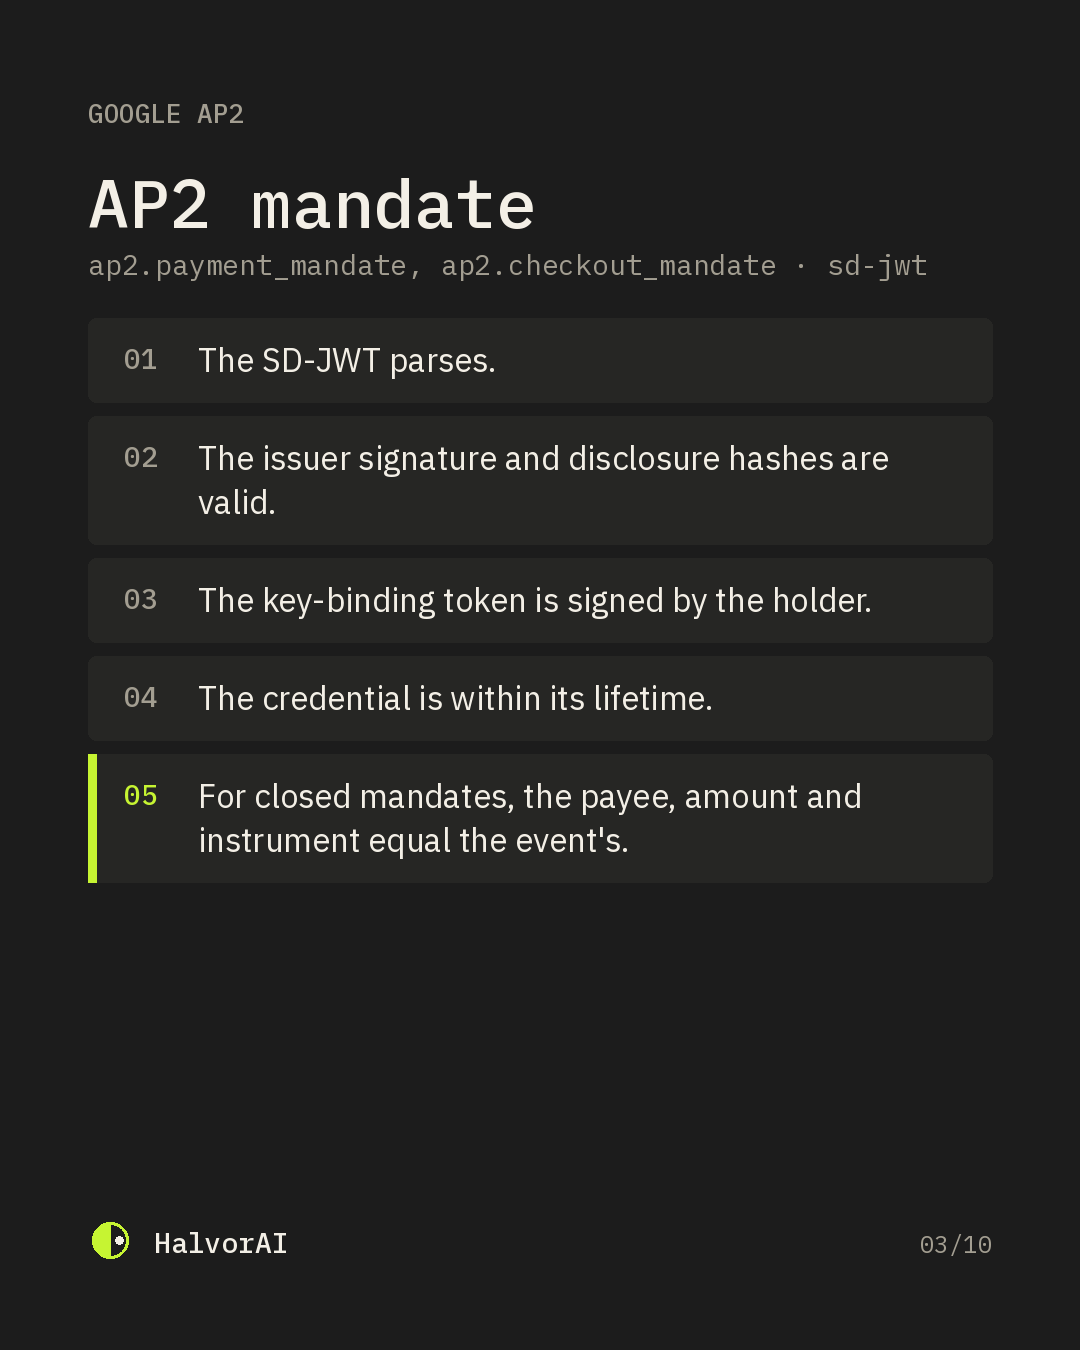 GOOGLE AP2
AP2 mandate
ap2.payment_mandate, ap2.checkout_mandate · sd-jwt
01 The SD-JWT parses.
02 The issuer signature and disclosure hashes are
valid.
03 The key-binding token is signed by the holder.
04 The credential is within its lifetime.
05 For closed mandates, the payee, amount and
instrument equal the event's.
HalvorAI
03/10